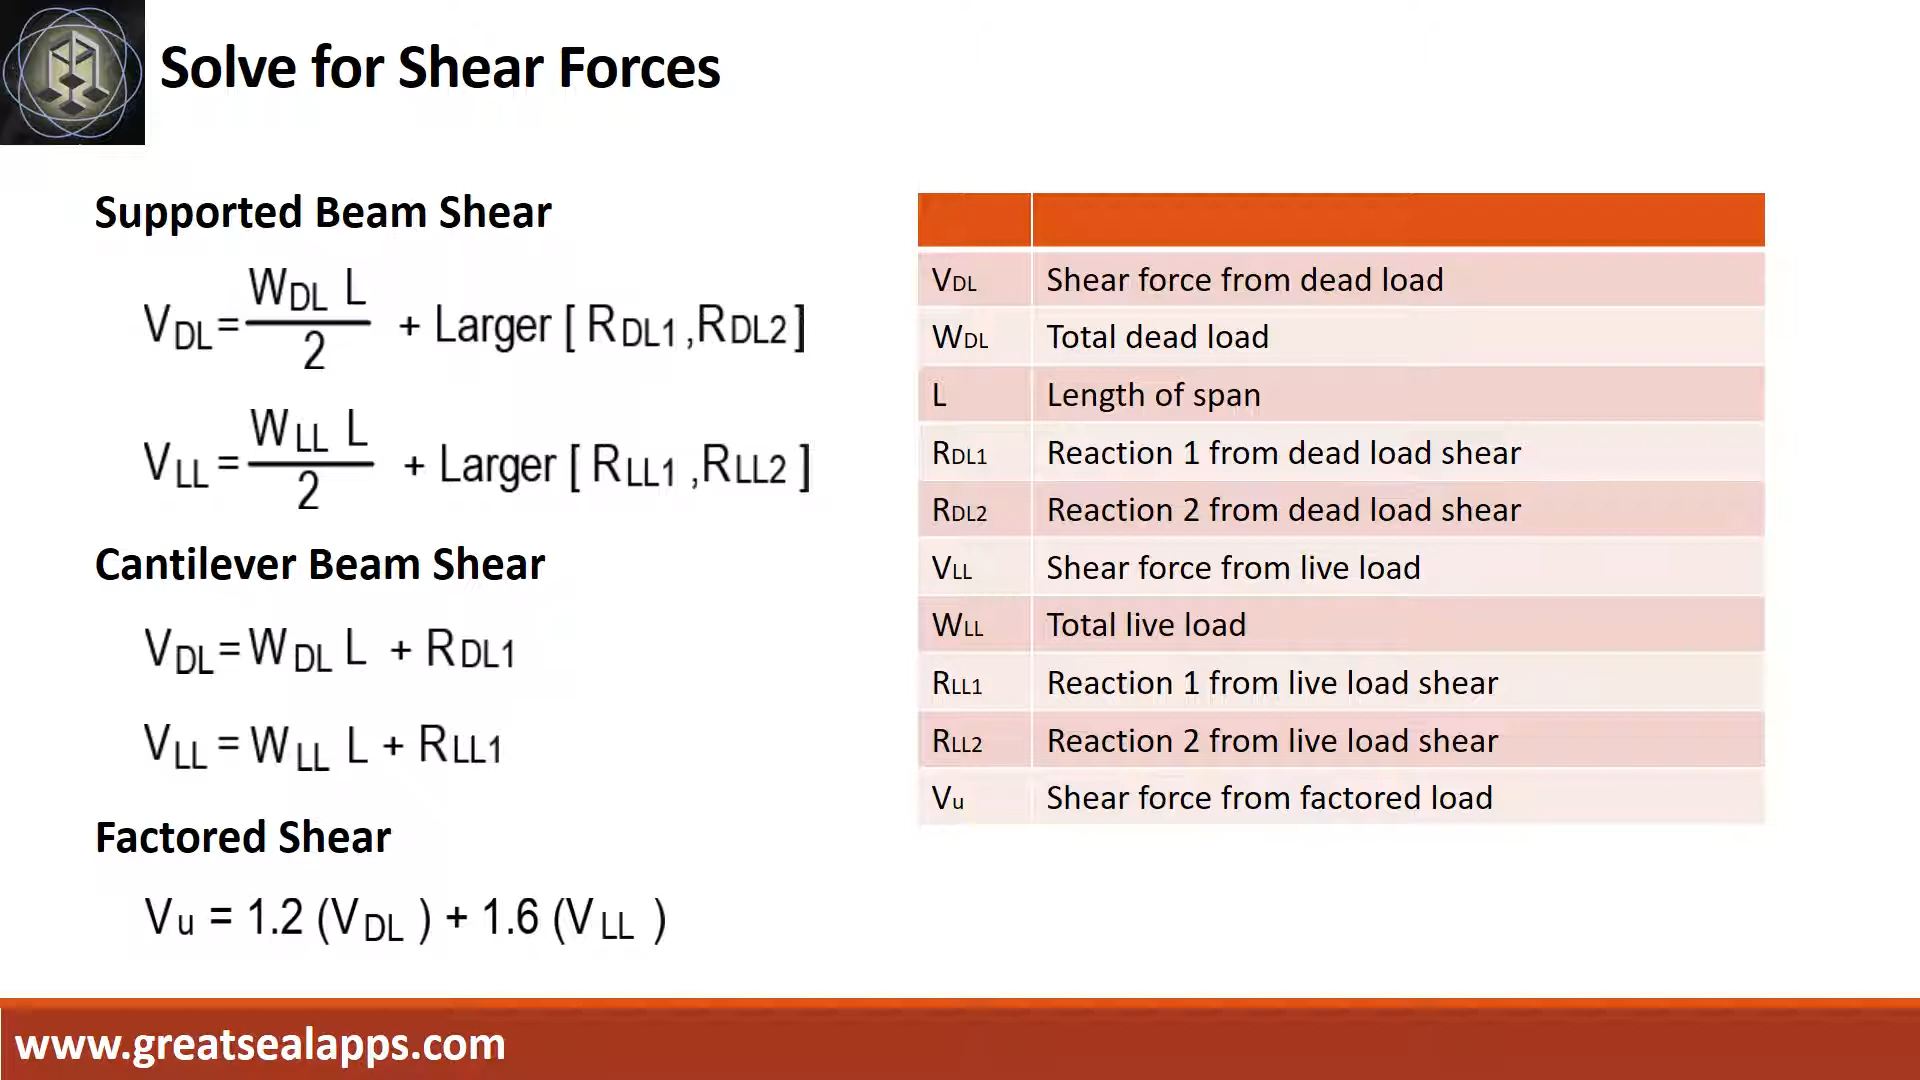 Solve for Shear Forces
Supported Beam Shear
VDL = WDL L / 2 + Larger [ RDL1 ,RDL2 ]
VLL = WLL L / 2 + Larger [ RLL1 ,RLL2 ]
Cantilever Beam Shear
VDL = WDL L + RDL1
VLL = WLL L + RLL1
Factored Shear
Vu = 1.2 (VDL ) + 1.6 (VLL )
VDL Shear force from dead load
WDL Total dead load
L Length of span
RDL1 Reaction 1 from dead load shear
RDL2 Reaction 2 from dead load shear
VLL Shear force from live load
WLL Total live load
RLL1 Reaction 1 from live load shear
RLL2 Reaction 2 from live load shear
Vu Shear force from factored load
www.greatsealapps.com